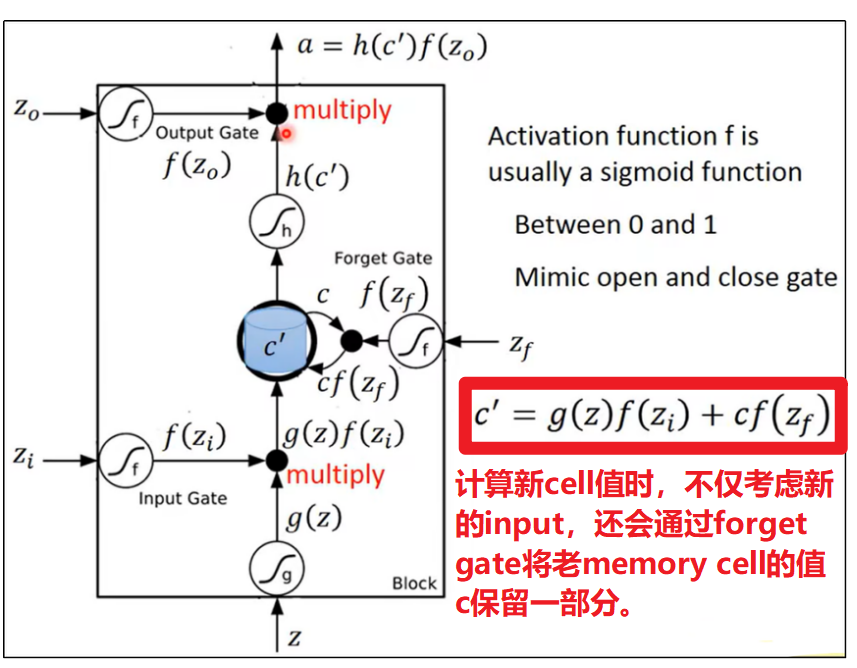 a = h(c′)f(z_o)
z_o
f
multiply
Output Gate
f(z_o)
h(c′)
h
Activation function f is
usually a sigmoid function
Between 0 and 1
Mimic open and close gate
Forget Gate
c
f(z_f)
c′
f
z_f
cf(z_f)
c′ = g(z)f(z_i) + cf(z_f)
z_i
f
f(z_i)
g(z)f(z_i)
multiply
Input Gate
g(z)
g
Block
z
计算新cell值时，不仅考虑新
的input，还会通过forget
gate将老memory cell的值
c保留一部分。